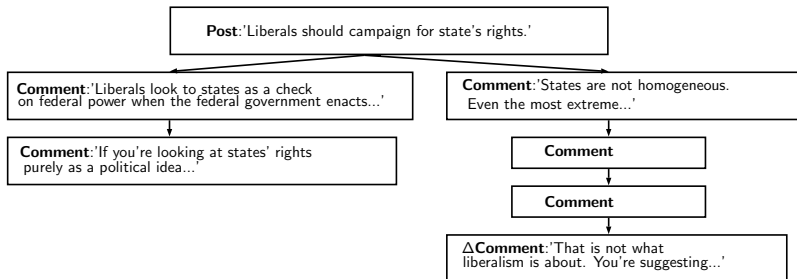 Post:'Liberals should campaign for state's rights.'
Comment:'Liberals look to states as a check
on federal power when the federal government enacts...'
Comment:'If you're looking at states' rights
purely as a political idea...'
Comment:'States are not homogeneous.
Even the most extreme...'
Comment
Comment
ΔComment:'That is not what
liberalism is about. You're suggesting...'